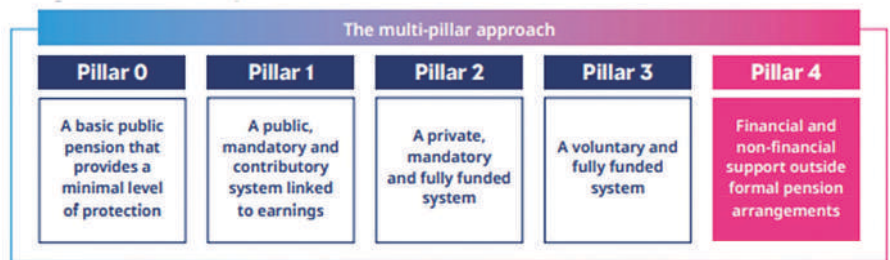 The multi-pillar approach
Pillar 0
A basic public
pension that
provides a
minimal level
of protection
Pillar 1
A public,
mandatory and
contributory
system linked
to earnings
Pillar 2
A private,
mandatory
and fully funded
system
Pillar 3
A voluntary and
fully funded
system
Pillar 4
Financial and
non-financial
support outside
formal pension
arrangements